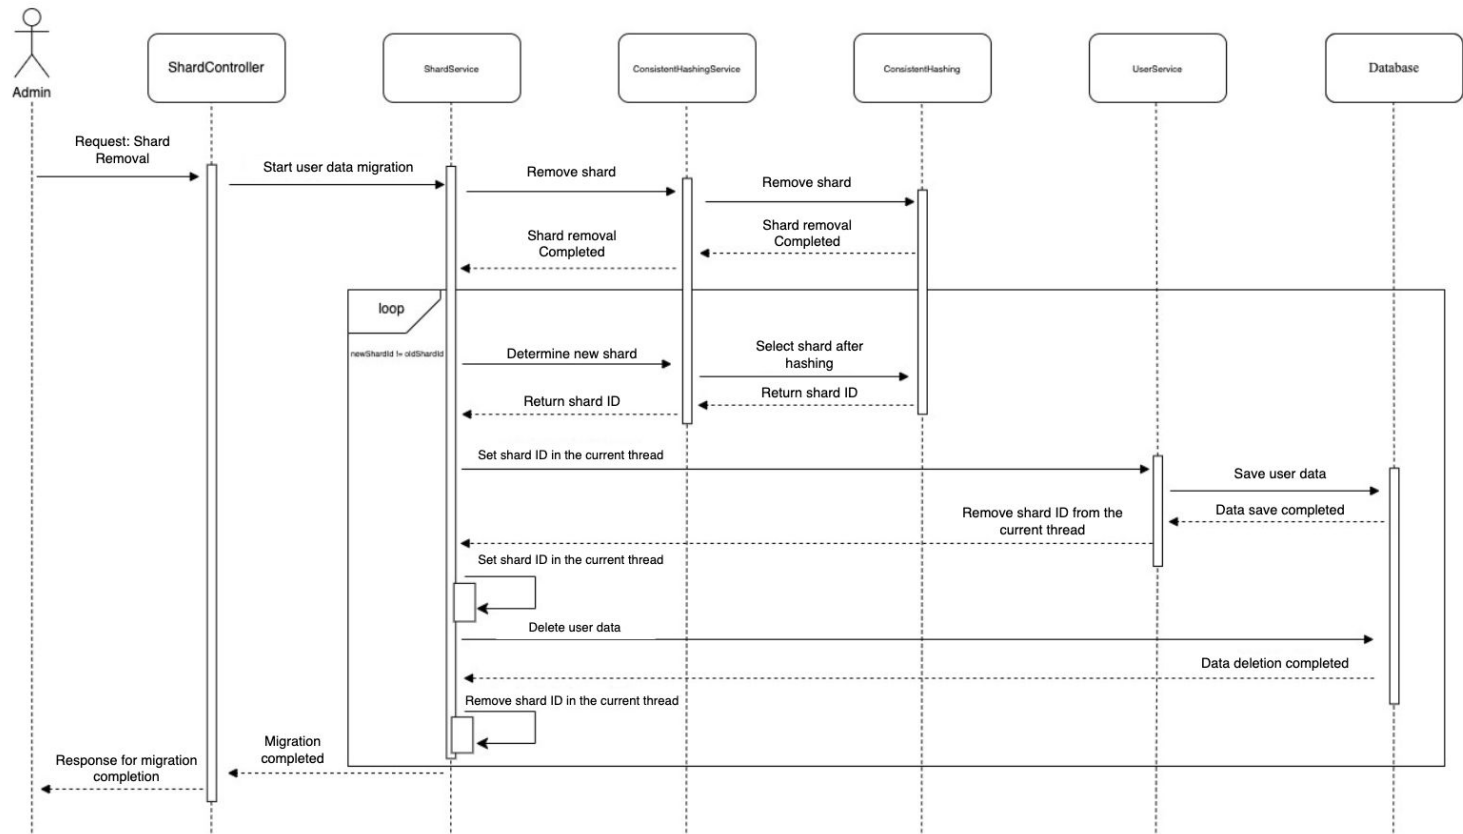 Admin
ShardController
ShardService
ConsistentHashingService
ConsistentHashing
UserService
Database
Request: Shard
Removal
Start user data migration
Remove shard
Remove shard
Shard removal
Completed
Shard removal
Completed
loop
newShardId != oldShardId
Determine new shard
Select shard after
hashing
Return shard ID
Return shard ID
Set shard ID in the current thread
Save user data
Data save completed
Remove shard ID from the
current thread
Set shard ID in the current thread
Delete user data
Data deletion completed
Remove shard ID in the current thread
Migration
completed
Response for migration
completion